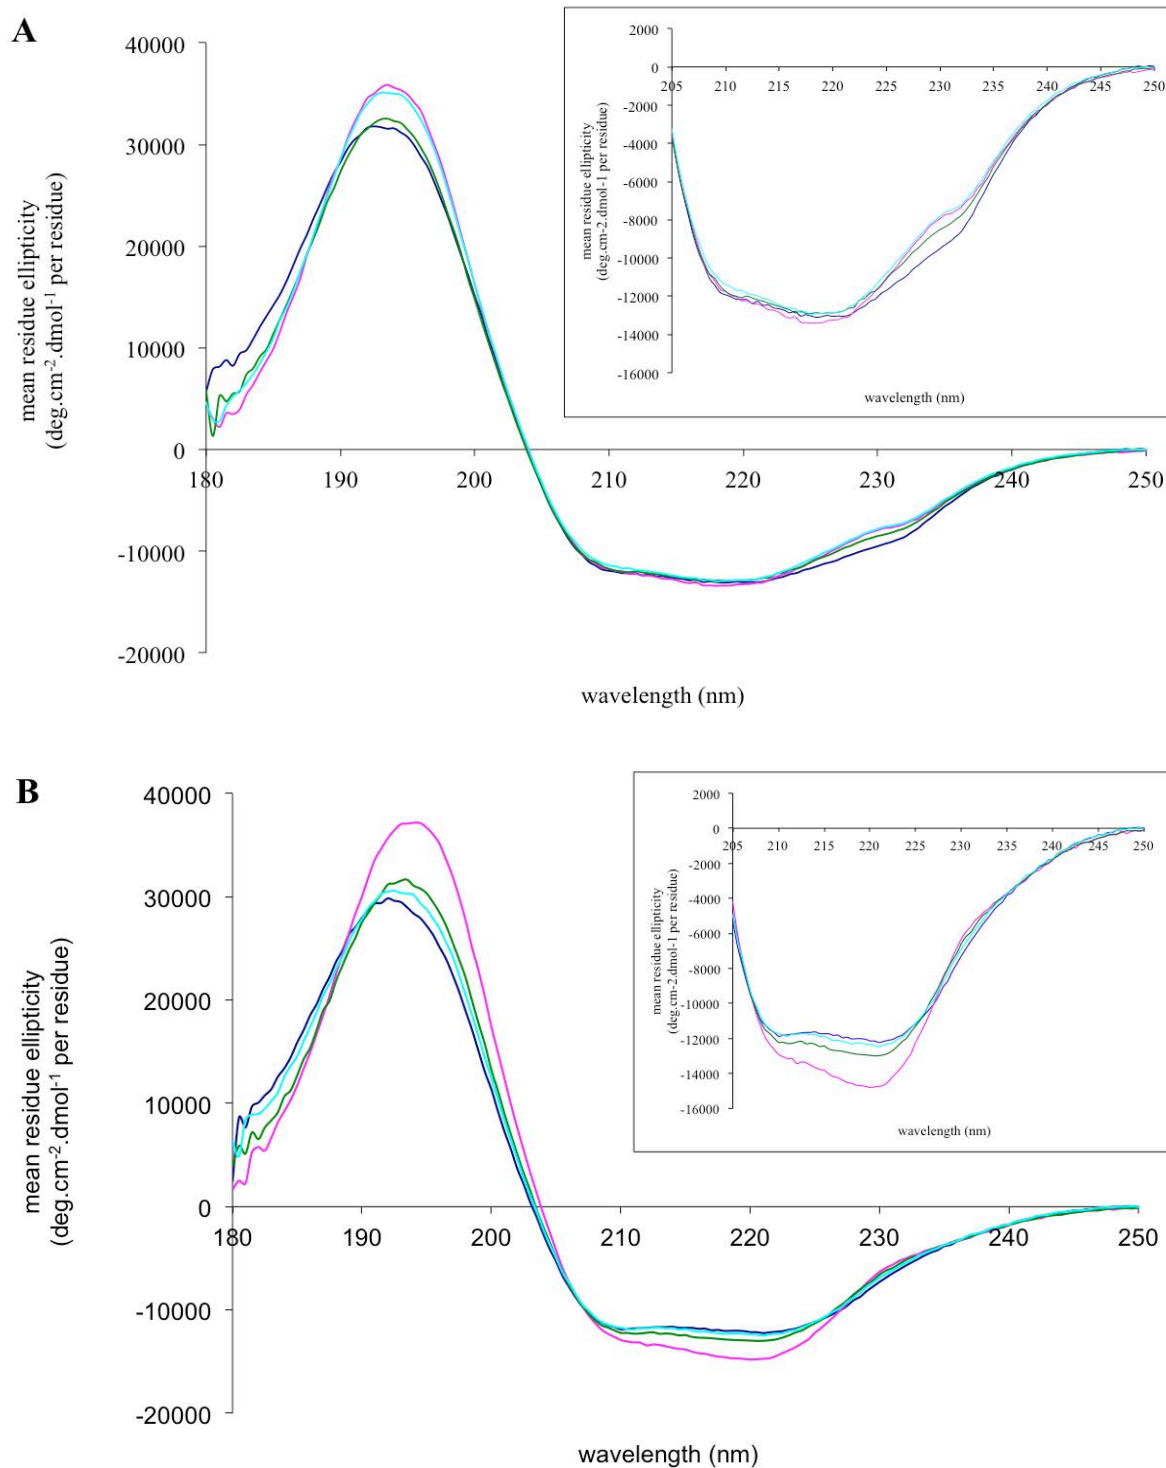 A
40000
30000
20000
10000
0
-10000
-20000
180 190 200 210 220 230 240 250
mean residue ellipticity
(deg.cm-2.dmol-1 per residue)
wavelength (nm)
2000
0
-2000
-4000
-6000
-8000
-10000
-12000
-14000
-16000
205 210 215 220 225 230 235 240 245 250
mean residue ellipticity
(deg.cm-2.dmol-1 per residue)
wavelength (nm)
B
40000
30000
20000
10000
0
-10000
-20000
180 190 200 210 220 230 240 250
mean residue ellipticity
(deg.cm-2.dmol-1 per residue)
wavelength (nm)
2000
0
-2000
-4000
-6000
-8000
-10000
-12000
-14000
-16000
205 210 215 220 225 230 235 240 245 250
mean residue ellipticity
(deg.cm-2.dmol-1 per residue)
wavelength (nm)